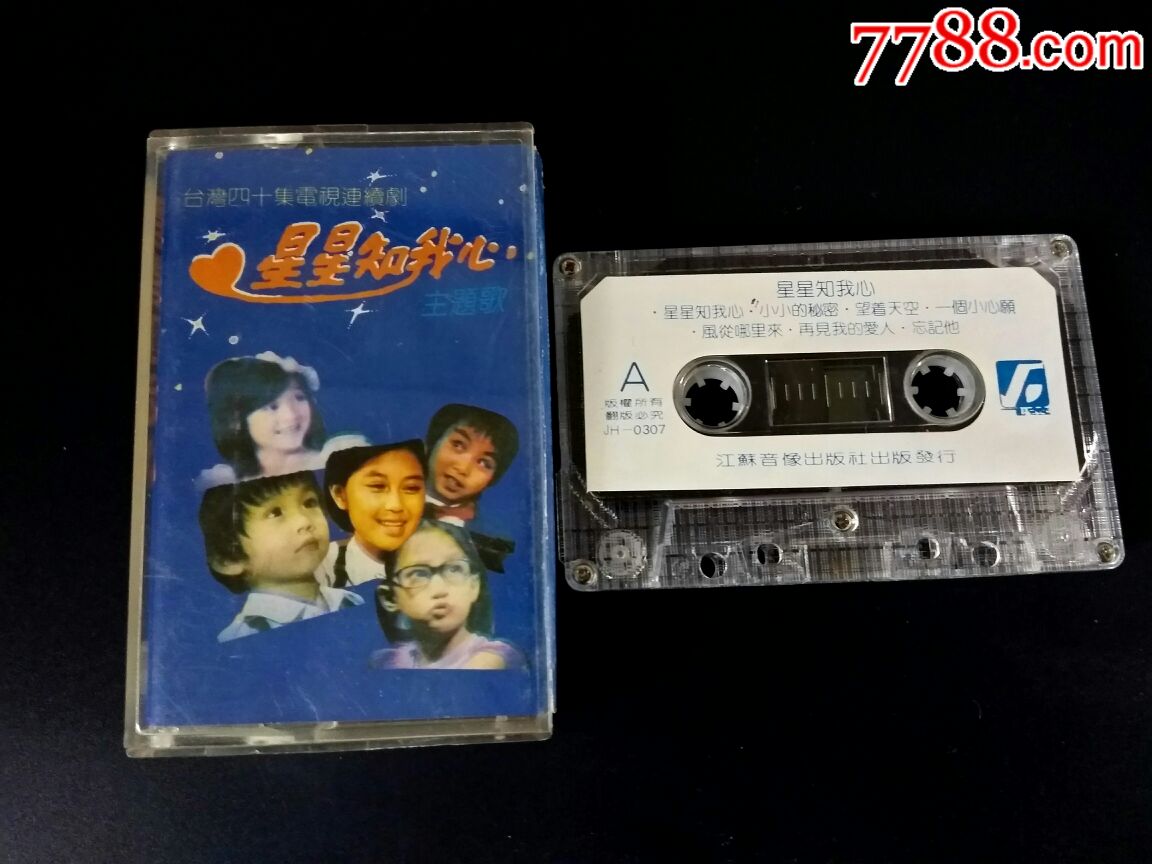 7788.com
台灣四十集電視連續劇
星星知我心
主題歌
星星知我心
·星星知我心·小小的秘密·望着天空·一個小心願
·風從哪里來·再見我的愛人·忘記他
A
版權所有
翻版必究
JH-0307
江蘇音像出版社出版發行